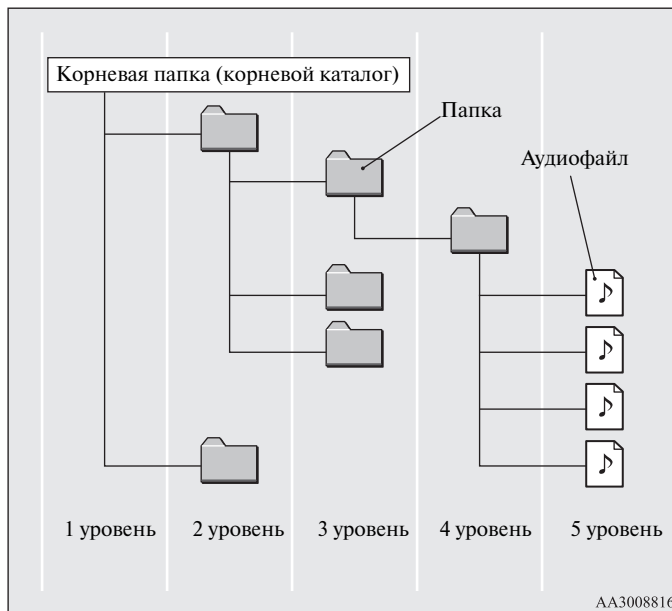 Корневая папка (корневой каталог)
Папка
Аудиофайл
1 уровень 2 уровень 3 уровень 4 уровень 5 уровень
AA3008816